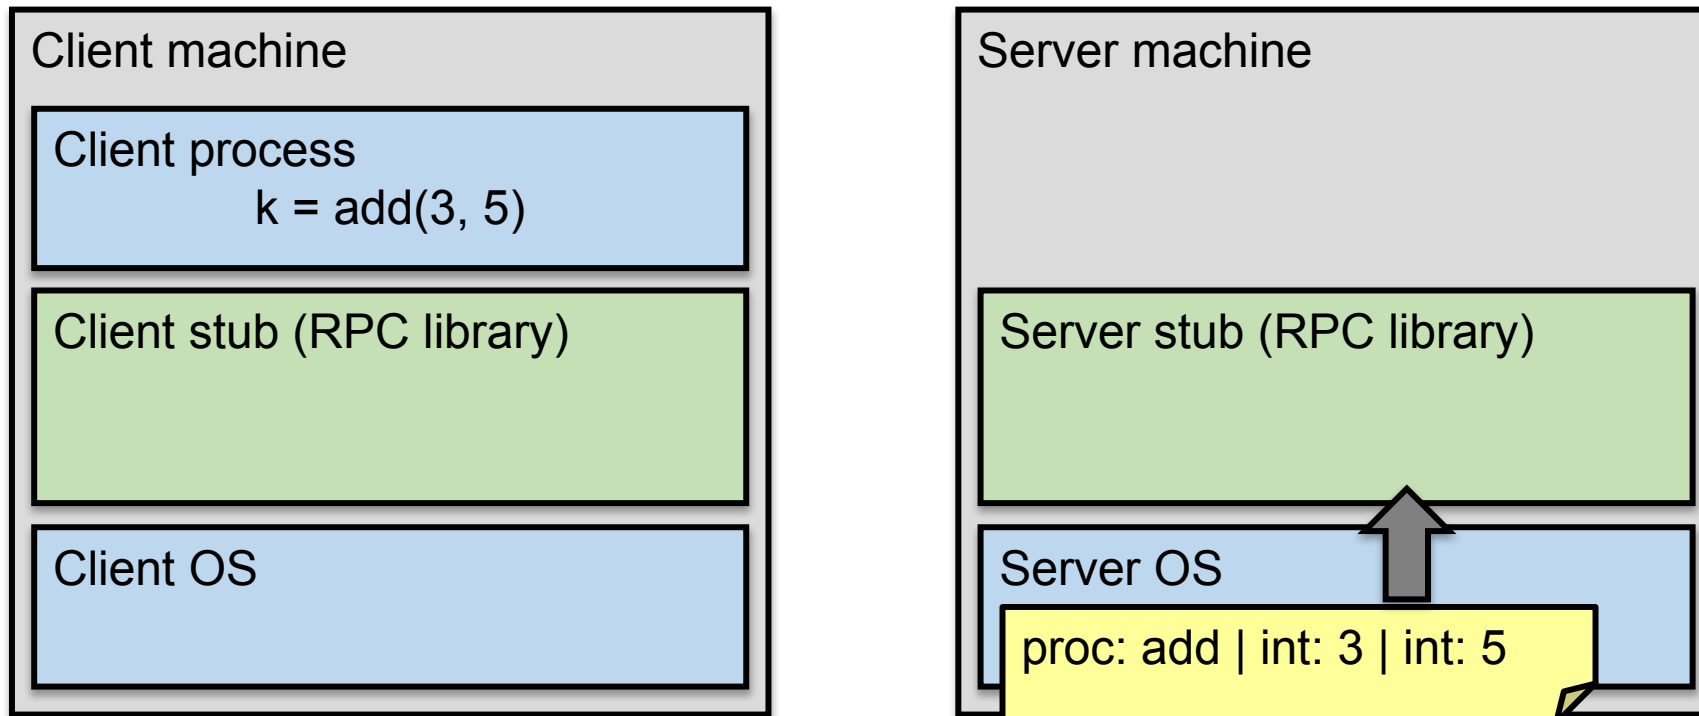 Client machine
Client process
k = add(3, 5)
Client stub (RPC library)
Client OS
Server machine
Server stub (RPC library)
Server OS
proc: add | int: 3 | int: 5